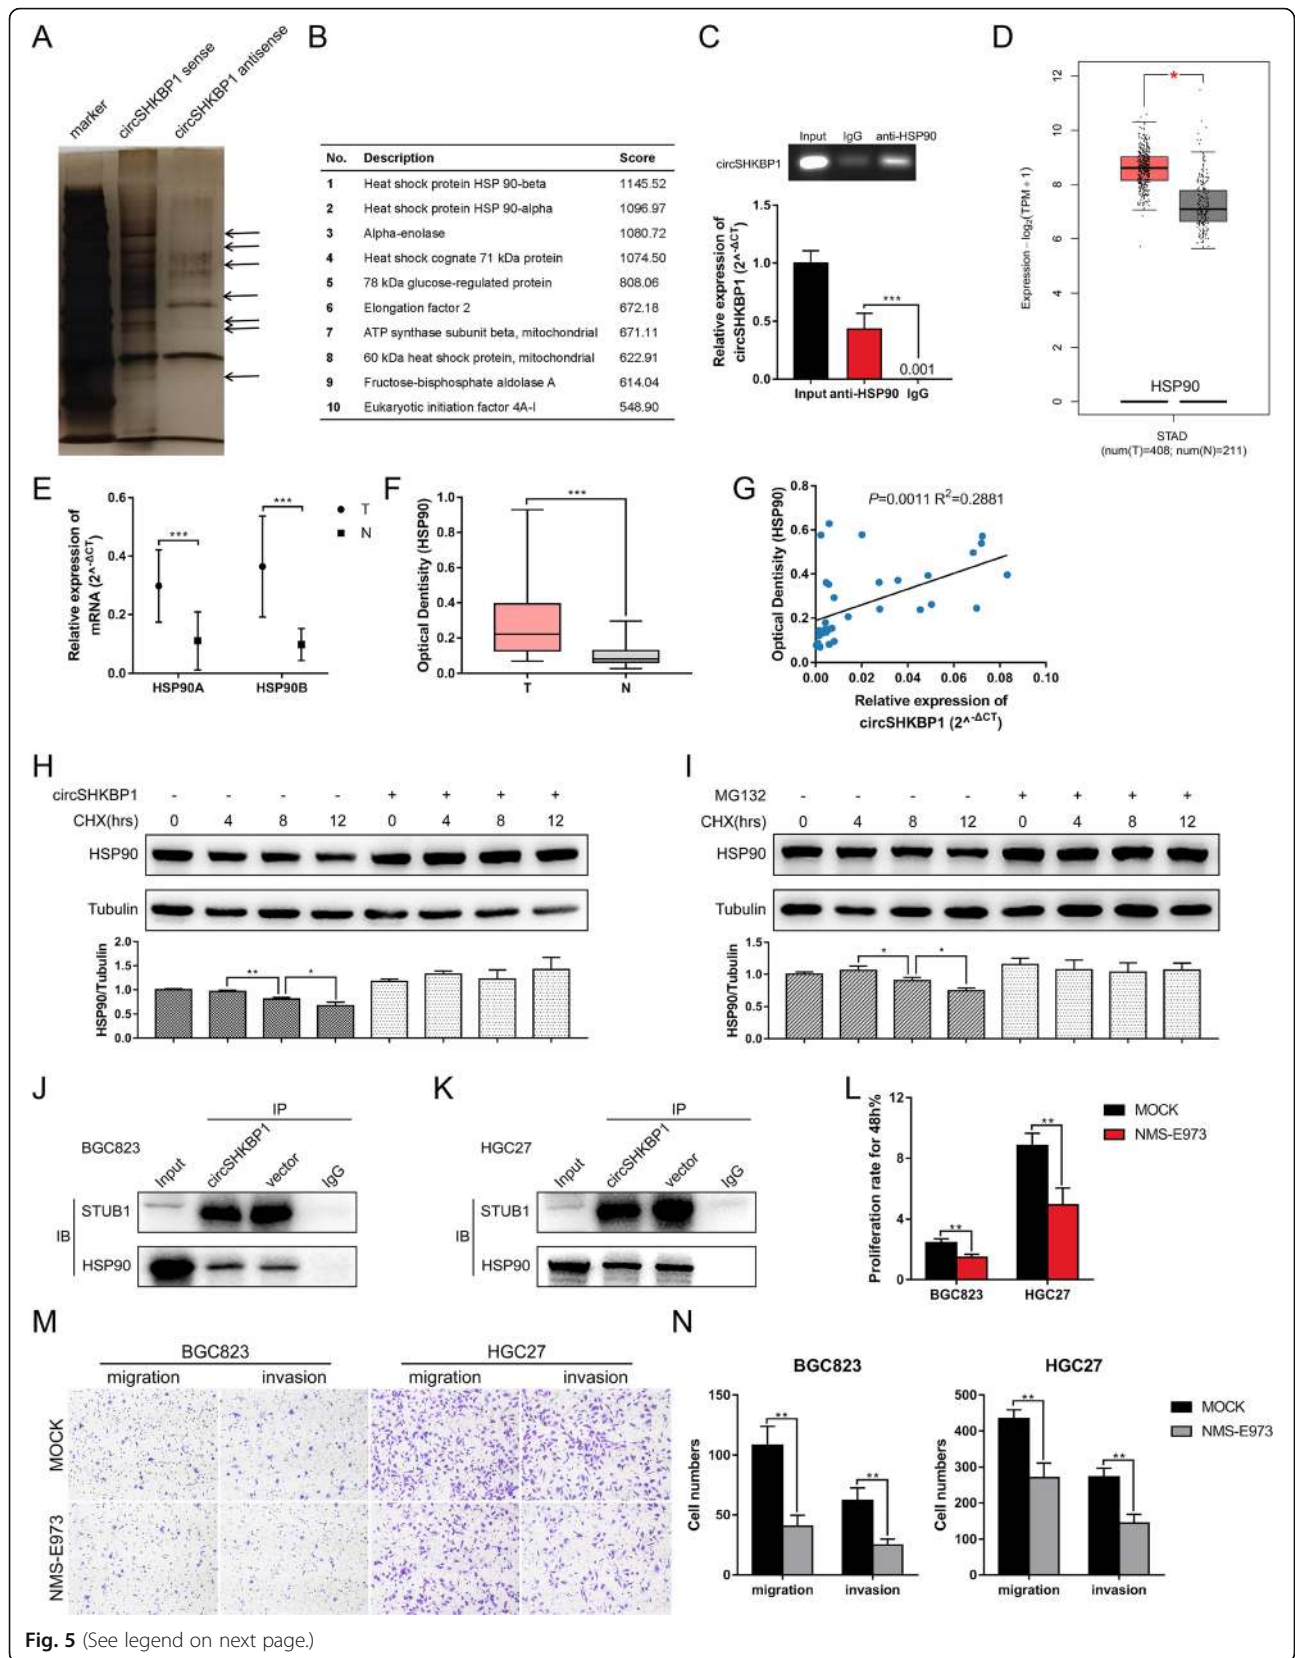 A
marker
circSHKBP1 sense
circSHKBP1 antisense
B
No. Description Score
1 Heat shock protein HSP 90-beta 1145.52
2 Heat shock protein HSP 90-alpha 1096.97
3 Alpha-enolase 1080.72
4 Heat shock cognate 71 kDa protein 1074.50
5 78 kDa glucose-regulated protein 808.06
6 Elongation factor 2 672.18
7 ATP synthase subunit beta, mitochondrial 671.11
8 60 kDa heat shock protein, mitochondrial 622.91
9 Fructose-bisphosphate aldolase A 614.04
10 Eukaryotic initiation factor 4A-I 548.90
C
Input IgG anti-HSP90
circSHKBP1
Relative expression of
circSHKBP1 (2^-ΔCT)
1.5
1.0
0.5
0.0
***
0.001
Input anti-HSP90 IgG
D
Expression − log2(TPM + 1)
12
10
8
6
4
2
0
*
HSP90
STAD
(num(T)=408; num(N)=211)
E
Relative expression of
mRNA (2^-ΔCT)
0.6
0.4
0.2
0.0
***
***
T
N
HSP90A HSP90B
F
Optical Dentisity (HSP90)
1.0
0.8
0.6
0.4
0.2
0.0
***
T N
G
Optical Dentisity (HSP90)
0.8
0.6
0.4
0.2
0.0
P=0.0011 R2=0.2881
0.00 0.02 0.04 0.06 0.08 0.10
Relative expression of
circSHKBP1 (2^-ΔCT)
H
circSHKBP1 - - - - + + + +
CHX(hrs) 0 4 8 12 0 4 8 12
HSP90
Tubulin
HSP90/Tubulin
2.0
1.5
1.0
0.5
0.0
** *
I
MG132 - - - - + + + +
CHX(hrs) 0 4 8 12 0 4 8 12
HSP90
Tubulin
HSP90/Tubulin
1.5
1.0
0.5
0.0
* *
J
IP
BGC823
Input circSHKBP1 vector IgG
IB
STUB1
HSP90
K
IP
HGC27
Input circSHKBP1 vector IgG
IB
STUB1
HSP90
L
Proliferation rate for 48h%
12
8
4
0
**
**
MOCK
NMS-E973
BGC823 HGC27
M
BGC823 HGC27
migration invasion migration invasion
MOCK
NMS-E973
N
BGC823
Cell numbers
150
100
50
0
**
**
migration invasion
HGC27
Cell numbers
500
400
300
200
100
0
**
**
migration invasion
MOCK
NMS-E973
Fig. 5 (See legend on next page.)